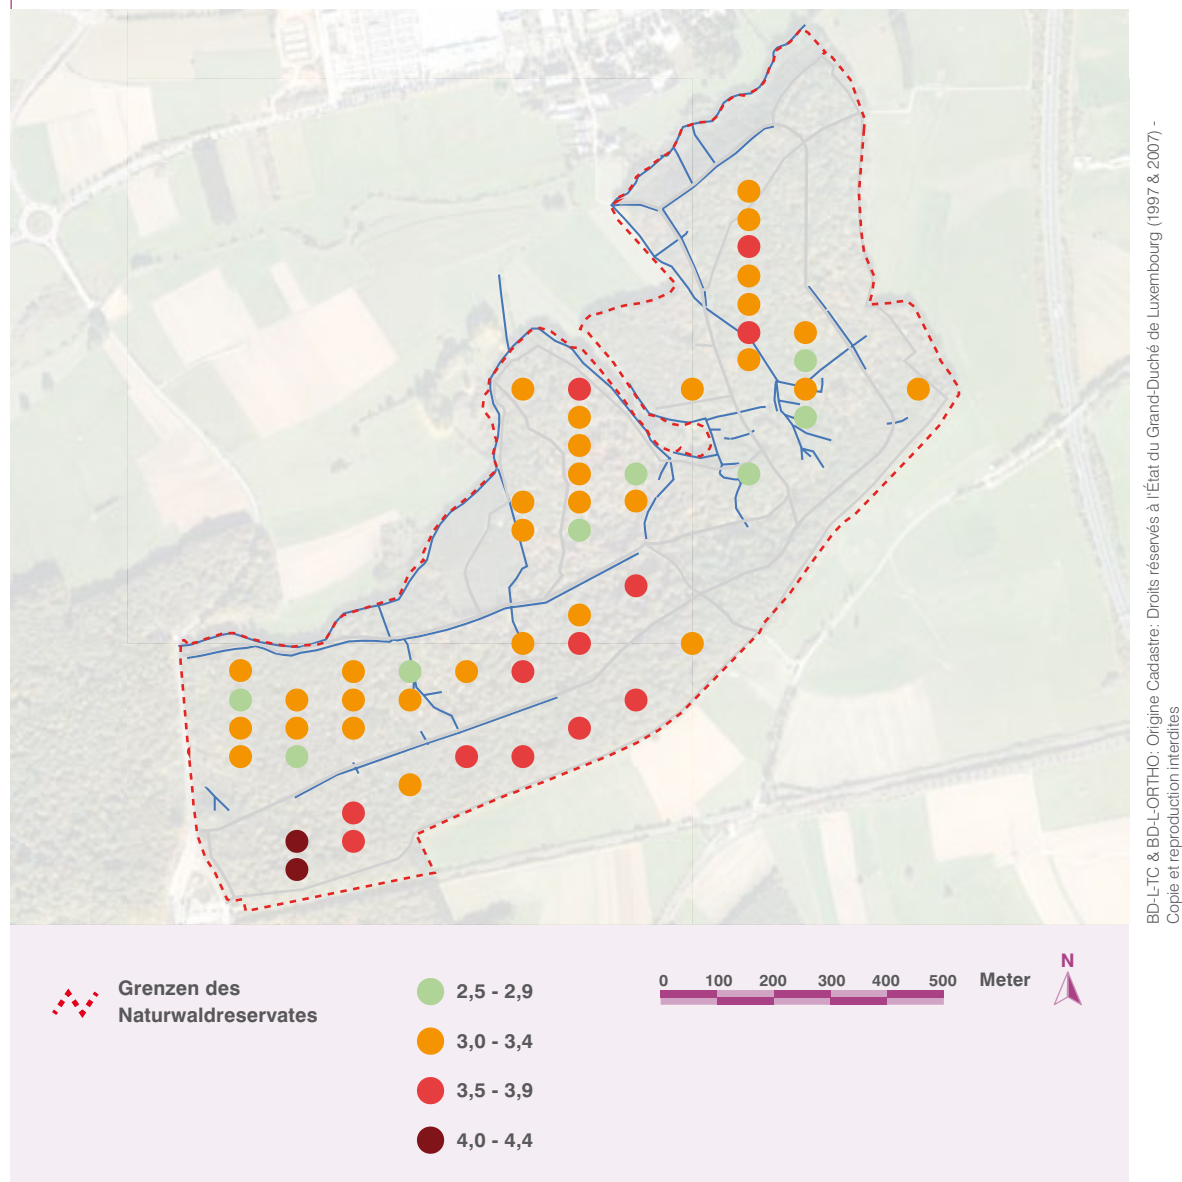 BD-L-TC & BD-L-ORTHO: Origine Cadastre: Droits réservés à l'État du Grand-Duché de Luxembourg (1997 & 2007) -
Copie et reproduction interdites
Grenzen des
Naturwaldreservates
2,5 - 2,9
3,0 - 3,4
3,5 - 3,9
4,0 - 4,4
0 100 200 300 400 500 Meter
N